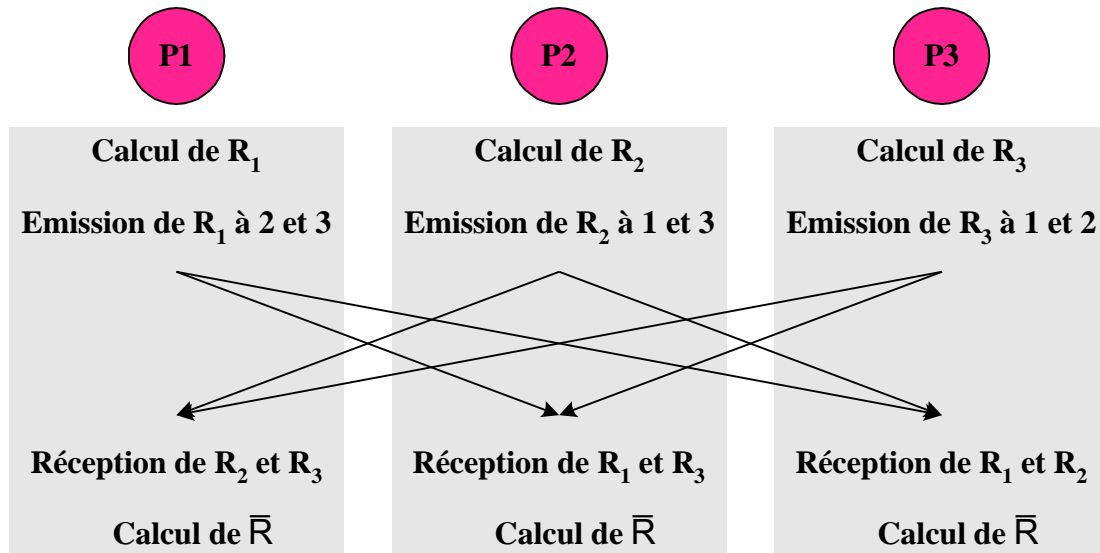 P1
P2
P3
Calcul de R₁
Calcul de R₂
Calcul de R₃
Emission de R₁ à 2 et 3
Emission de R₂ à 1 et 3
Emission de R₃ à 1 et 2
Réception de R₂ et R₃
Réception de R₁ et R₃
Réception de R₁ et R₂
Calcul de R̅
Calcul de R̅
Calcul de R̅